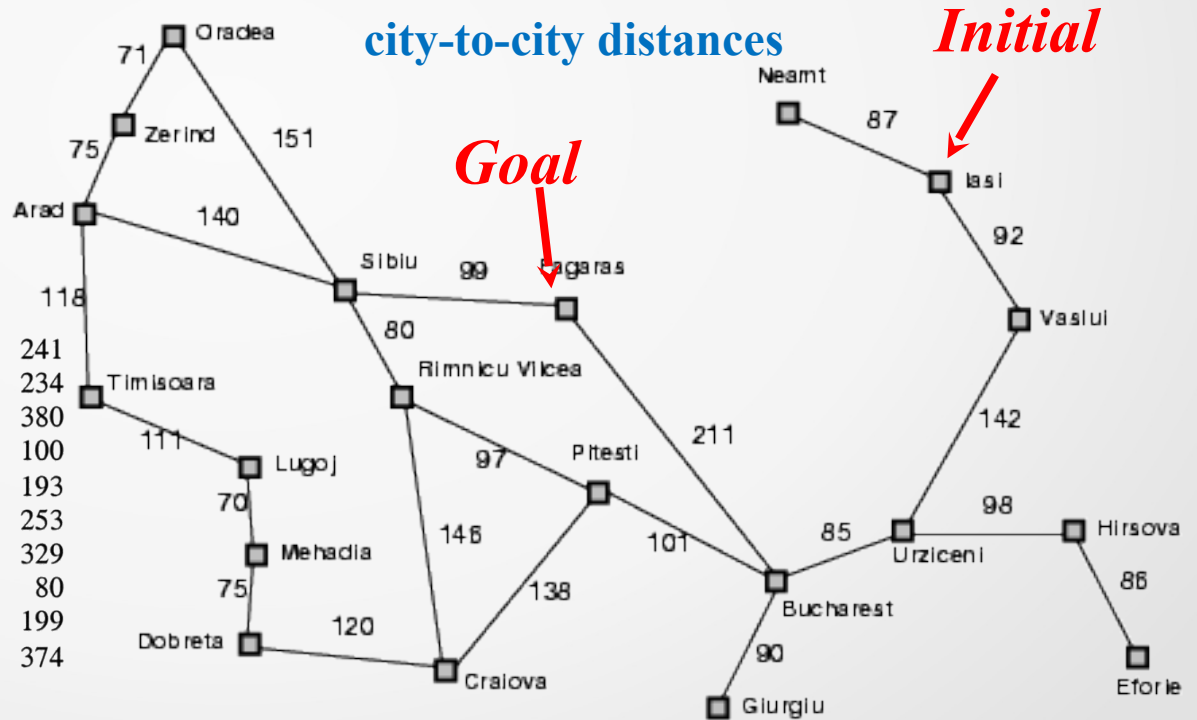 city-to-city distances
Initial
Oradea
71
Neamt
87
Zerind
151
75
Goal
Iasi
Arad
140
92
Sibiu
99
Fagaras
118
Vaslui
80
241
234
380
100
193
253
329
80
199
374
Timisoara
Rimnicu Vilcea
142
211
111
97
Pitesti
Lugoj
70
98
Hirsova
146
101
85
Urziceni
Mehadia
75
138
86
Bucharest
120
Dobreta
90
Craiova
Eforie
Giurgiu